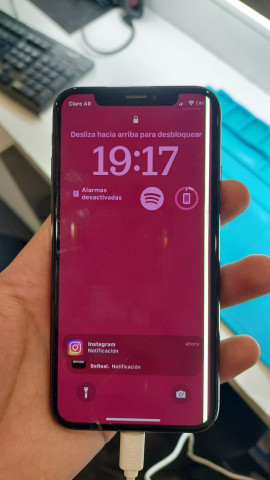 Claro AR
Desliza hacia arriba para desbloquear
19:17
Alarmas
desactivadas
Instagram
ahora
Notificación
BeReal. Notificación